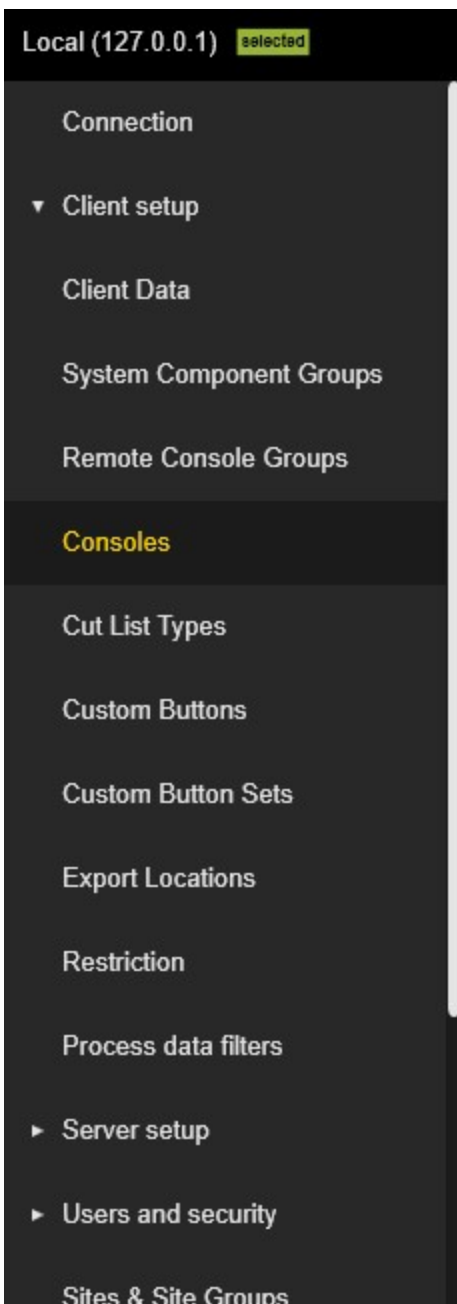 Local (127.0.0.1) selected
Connection
Client setup
Client Data
System Component Groups
Remote Console Groups
Consoles
Cut List Types
Custom Buttons
Custom Button Sets
Export Locations
Restriction
Process data filters
Server setup
Users and security
Sites & Site Groups